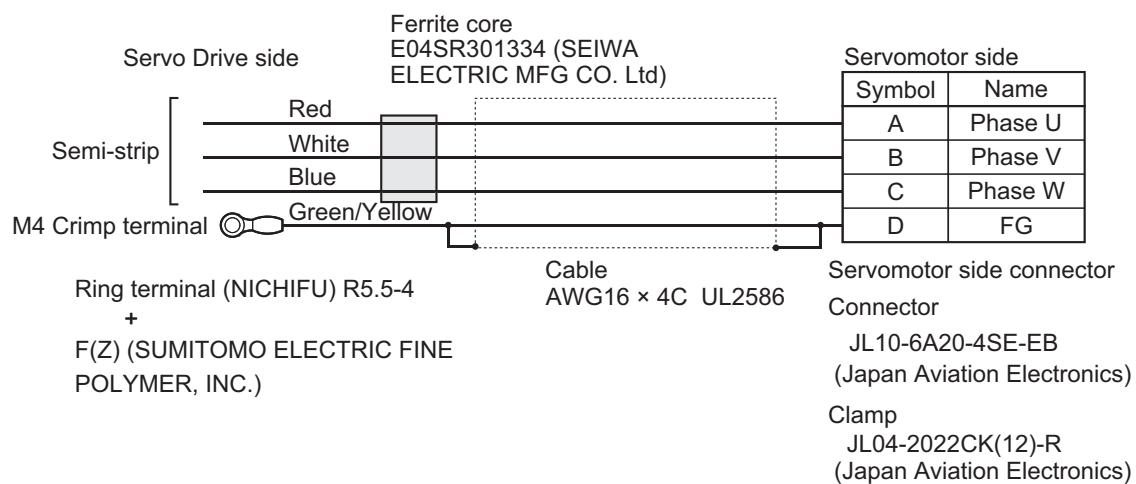 Ferrite core
E04SR301334 (SEIWA
ELECTRIC MFG CO. Ltd)
Servo Drive side
Servomotor side
Symbol Name
Red
A Phase U
White
Semi-strip
B Phase V
Blue
C Phase W
Green/Yellow
M4 Crimp terminal
D FG
Cable
AWG16 × 4C UL2586
Ring terminal (NICHIFU) R5.5-4
+
F(Z) (SUMITOMO ELECTRIC FINE
POLYMER, INC.)
Servomotor side connector
Connector
JL10-6A20-4SE-EB
(Japan Aviation Electronics)
Clamp
JL04-2022CK(12)-R
(Japan Aviation Electronics)